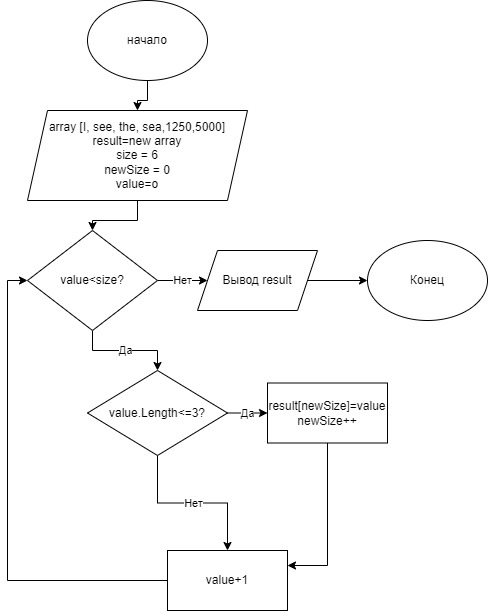 начало
array [I, see, the, sea,1250,5000]
result=new array
size = 6
newSize = 0
value=o
value<size?
Нет
Вывод result
Конец
Да
value.Length<=3?
Да
result[newSize]=value
newSize++
Нет
value+1